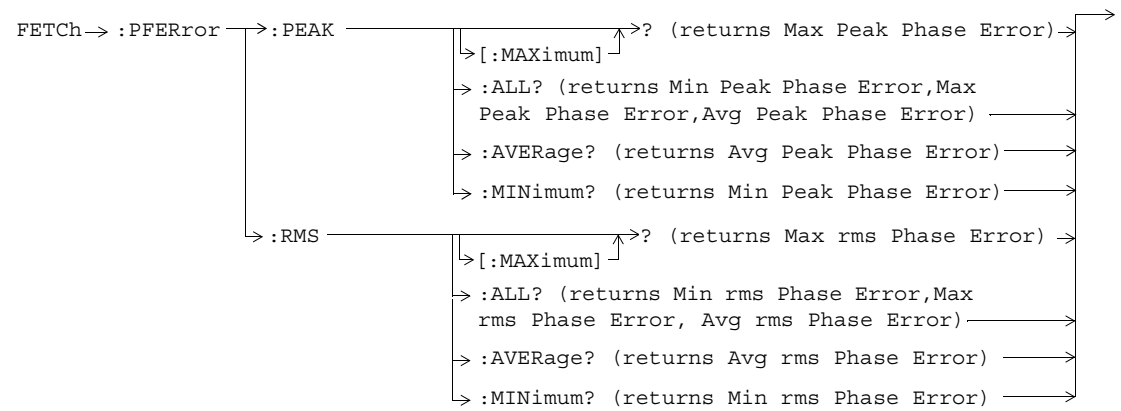 FETCh :PFERror :PEAK ? (returns Max Peak Phase Error)
[:MAXimum]
:ALL? (returns Min Peak Phase Error,Max
Peak Phase Error,Avg Peak Phase Error)
:AVERage? (returns Avg Peak Phase Error)
:MINimum? (returns Min Peak Phase Error)
:RMS ? (returns Max rms Phase Error)
[:MAXimum]
:ALL? (returns Min rms Phase Error,Max
rms Phase Error, Avg rms Phase Error)
:AVERage? (returns Avg rms Phase Error)
:MINimum? (returns Min rms Phase Error)